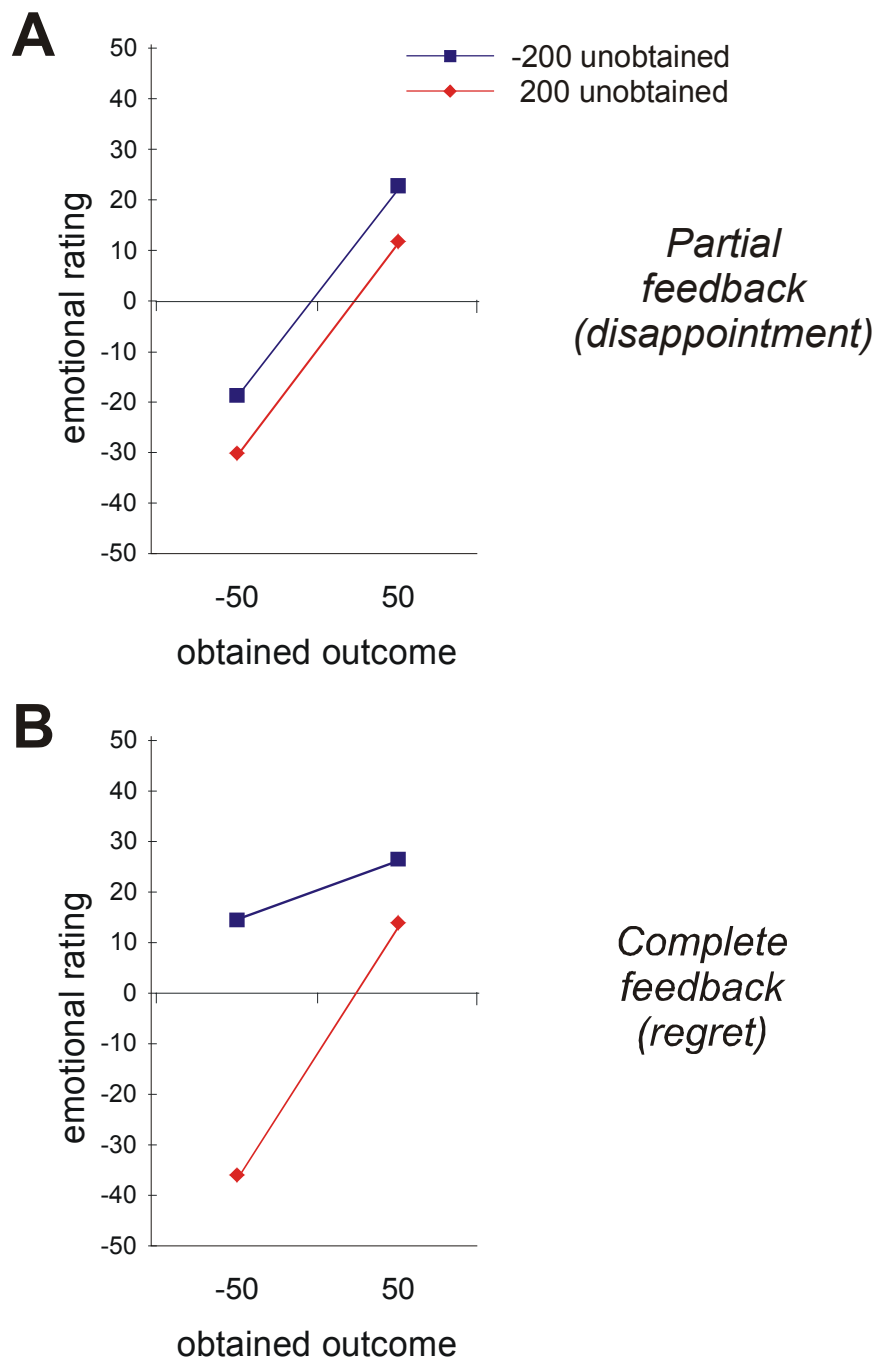 A
50
40
30
20
10
0
-10
-20
-30
-40
-50
emotional rating
-200 unobtained
200 unobtained
Partial
feedback
(disappointment)
-50 50
obtained outcome
B
50
40
30
20
10
0
-10
-20
-30
-40
-50
emotional rating
Complete
feedback
(regret)
-50 50
obtained outcome